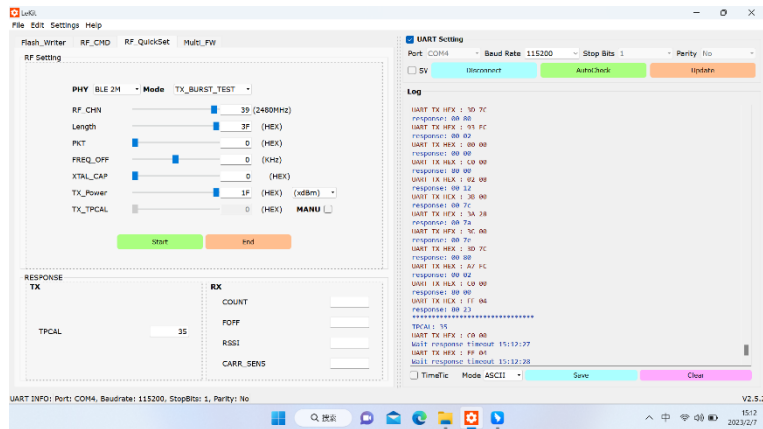 LeKit
File Edit Settings Help
Flash_Writer RF_CMD RF_QuickSet Multi_FW
RF Setting
PHY BLE 2M Mode TX_BURST_TEST
RF_CHN 39 (2480MHz)
Length 3F (HEX)
PKT 0 (HEX)
FREQ_OFF 0 (KHz)
XTAL_CAP 0 (HEX)
TX_Power 1F (HEX) (xdBm)
TX_TPCAL 0 (HEX) MANU
Start End
RESPONSE
TX
TPCAL 35
RX
COUNT
FOFF
RSSI
CARR_SENS
UART Setting
Port COM4 Baud Rate 115200 Stop Bits 1 Parity No
5V Disconnect AutoCheck Update
Log
UART TX HEX : 3D 7C
response: 00 80
UART TX HEX : 93 FC
response: 00 02
UART TX HEX : 00 00
response: 00 00
UART TX HEX : C0 00
response: 80 00
UART TX HEX : 02 08
response: 00 12
UART TX HEX : 3B 00
response: 00 7c
UART TX HEX : 3A 20
response: 00 7a
UART TX HEX : 3C 00
response: 00 7e
UART TX HEX : 3D 7C
response: 00 80
UART TX HEX : A7 FC
response: 00 02
UART TX HEX : C0 00
response: 80 00
UART TX HEX : FF 04
response: 00 23
*******************************
TPCAL: 35
UART TX HEX : C0 00
Wait response timeout 15:12:27
UART TX HEX : FF 04
Wait response timeout 15:12:28
TimeTic Mode ASCII Save Clear
UART INFO: Port: COM4, Baudrate: 115200, StopBits: 1, Parity: No
V2.5.
搜索
中
15:12
2023/2/7